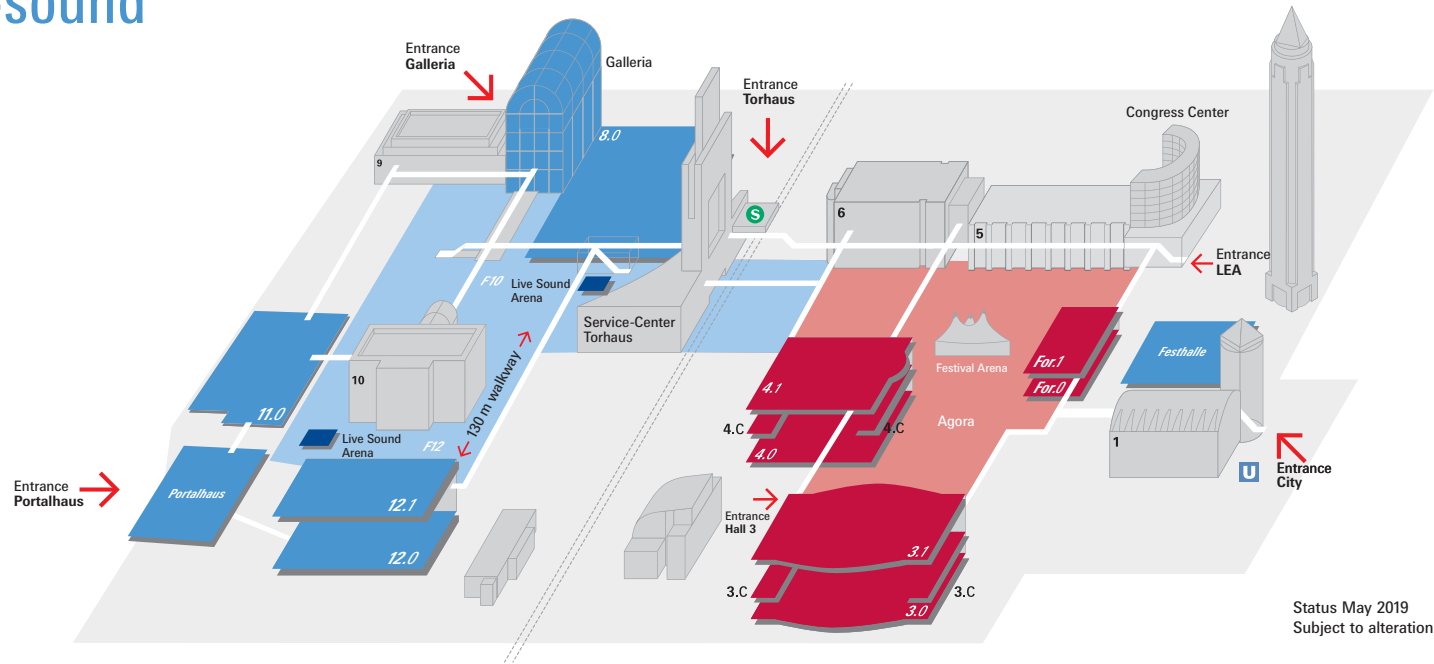 sound
Entrance
Galleria
Galleria
Entrance
Torhaus
Congress Center
8.0
9
S
6
5
Entrance
LEA
F10
Live Sound
Arena
Service-Center
Torhaus
130 m walkway
Festival Arena
For.1
For.0
Festhalle
10
4.1
11.0
Agora
1
4.C
4.C
4.0
Live Sound
Arena
F12
U
Entrance
City
Entrance
Portalhaus
Portalhaus
12.1
12.0
Entrance
Hall 3
3.1
3.C
3.C
3.0
Status May 2019
Subject to alteration